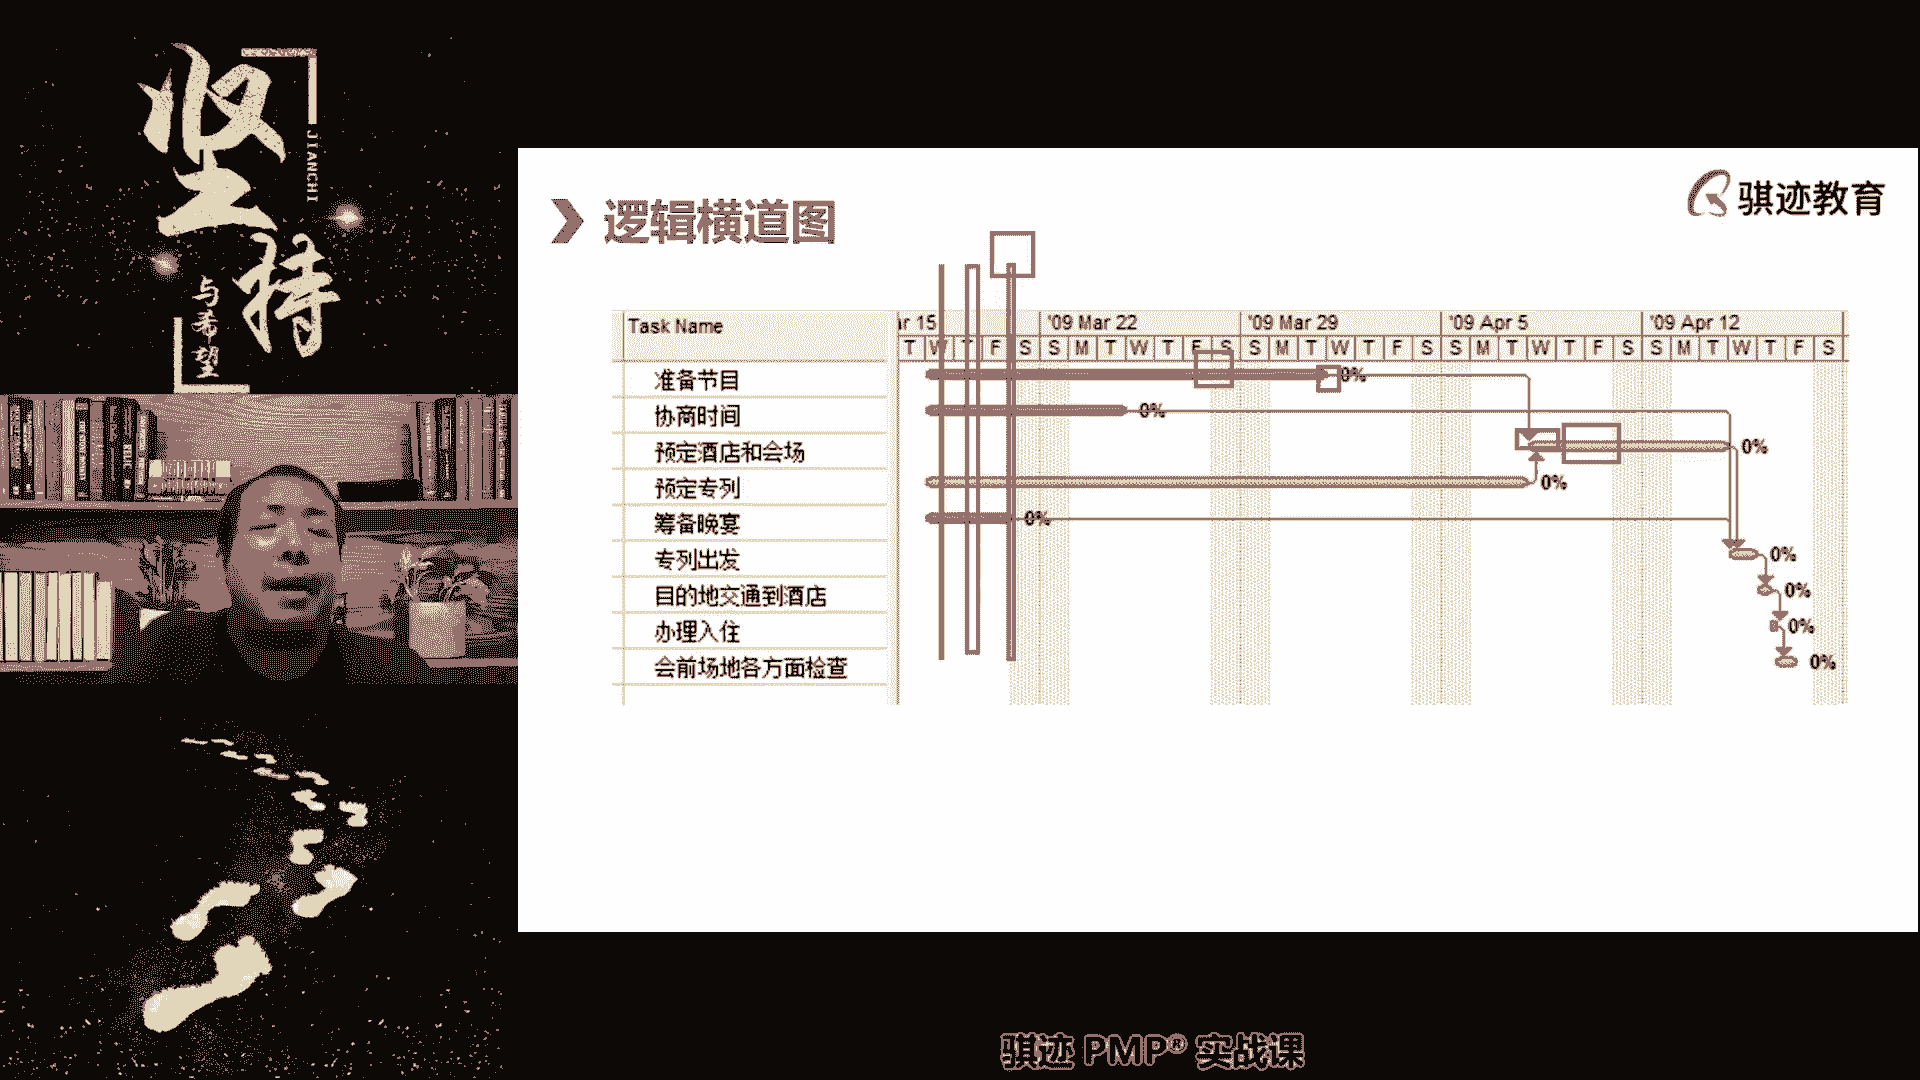 坚持
JIANCHI
与希望
骐迹教育
逻辑横道图
Task Name
ar 15
'09 Mar 22
'09 Mar 29
'09 Apr 5
'09 Apr 12
T W T F S S M T W T F S S M T W T F S S M T W T F S S M T W T F S
准备节目 0%
协商时间 0%
预定酒店和会场 0%
预定专列 0%
筹备晚宴 0%
专列出发 0%
目的地交通到酒店 0%
办理入住 0%
会前场地各方面检查 0%
骐迹 PMP® 实战课